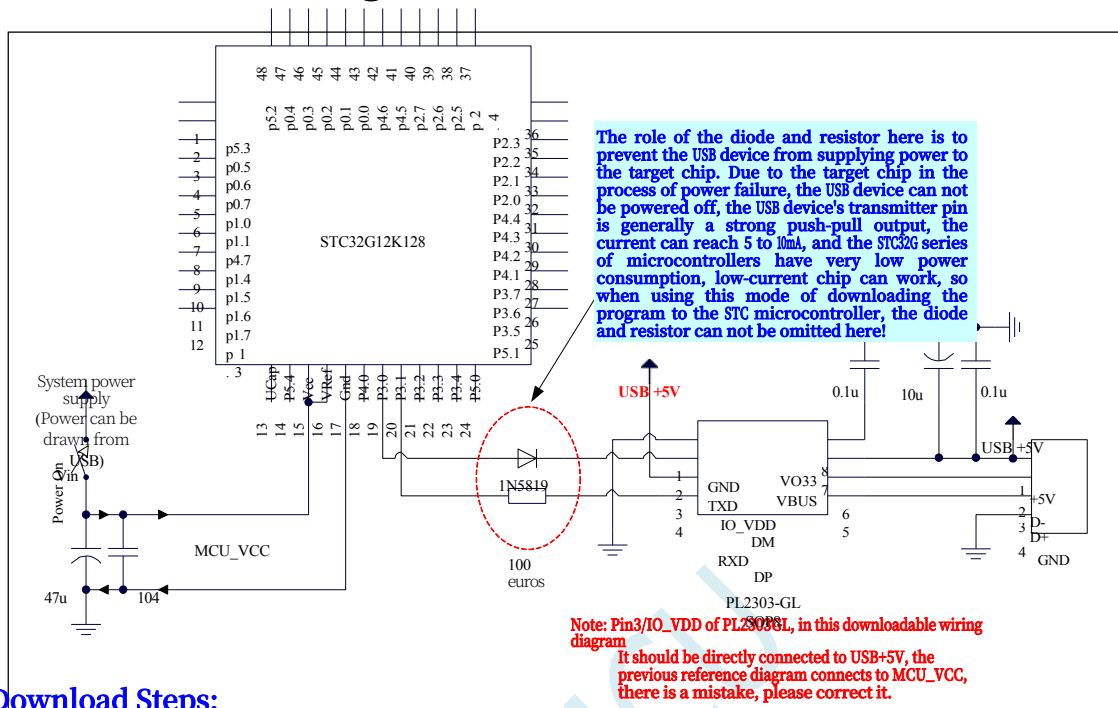 48 47 46 45 44 43 42 41 40 39 38 37
p5.2 p0.4 p0.3 p0.2 p0.1 p0.0 p4.6 p4.5 p2.7 p2.6 p2.5 p 2 . 4
1 p5.3
2 p0.5
3 p0.6
4 p0.7
5 p1.0
6 p1.1
7 p4.7
8 p1.4
9 p1.5
10 p1.6
11 p1.7
12 p 1 . 3
STC32G12K128
P2.3 36
P2.2 35
P2.1 34
P2.0 33
P4.4 32
P4.3 31
P4.2 30
P4.1 29
P3.7 28
P3.6 27
P3.5 26
P5.1 25
UCap P5.4 Vcc VRef Gnd P4.0 P3.0 P3.1 P3.2 P3.3 P3.4 P5.0
13 14 15 16 17 18 19 20 21 22 23 24
The role of the diode and resistor here is to
prevent the USB device from supplying power to
the target chip. Due to the target chip in the
process of power failure, the USB device can not
be powered off, the USB device's transmitter pin
is generally a strong push-pull output, the
current can reach 5 to 10mA, and the STC32G series
of microcontrollers have very low power
consumption, low-current chip can work, so
when using this mode of downloading the
program to the STC microcontroller, the diode
and resistor can not be omitted here!
System power
supply
(Power can be
drawn from
USB)
Vin
Power On
MCU_VCC
47u
104
1N5819
100
euros
USB +5V
0.1u
10u
0.1u
USB +5V
1
2
3
4
GND
TXD
IO_VDD
DM
RXD
DP
VO33
VBUS
8
7
6
5
PL2303-GL
SOP8
1 +5V
2 D-
3 D+
4 GND
Note: Pin3/IO_VDD of PL2303GL, in this downloadable wiring
diagram
It should be directly connected to USB+5V, the
previous reference diagram connects to MCU_VCC,
there is a mistake, please correct it.
Download Steps: